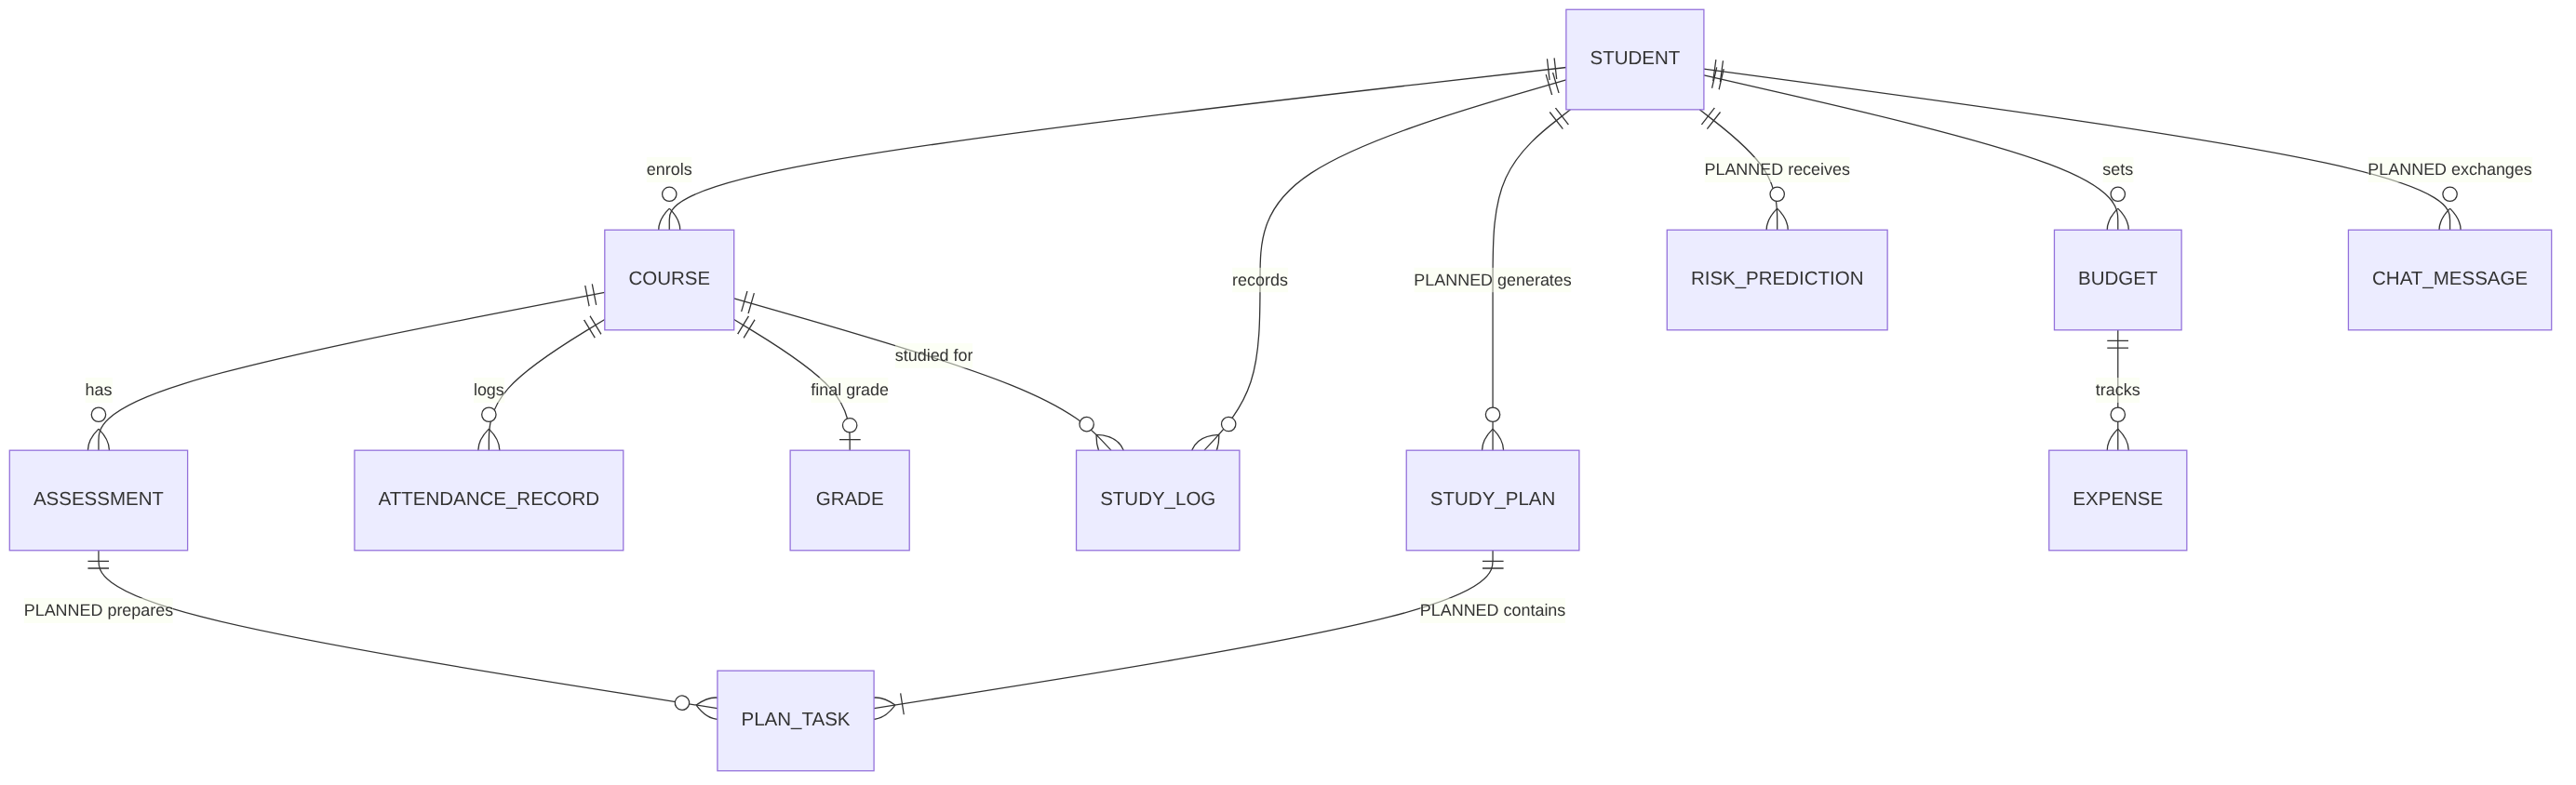 STUDENT
enrols
PLANNED receives
sets
PLANNED exchanges
COURSE
records
PLANNED generates
RISK_PREDICTION
BUDGET
CHAT_MESSAGE
studied for
has
logs
final grade
tracks
ASSESSMENT
ATTENDANCE_RECORD
GRADE
STUDY_LOG
STUDY_PLAN
EXPENSE
PLANNED prepares
PLANNED contains
PLAN_TASK